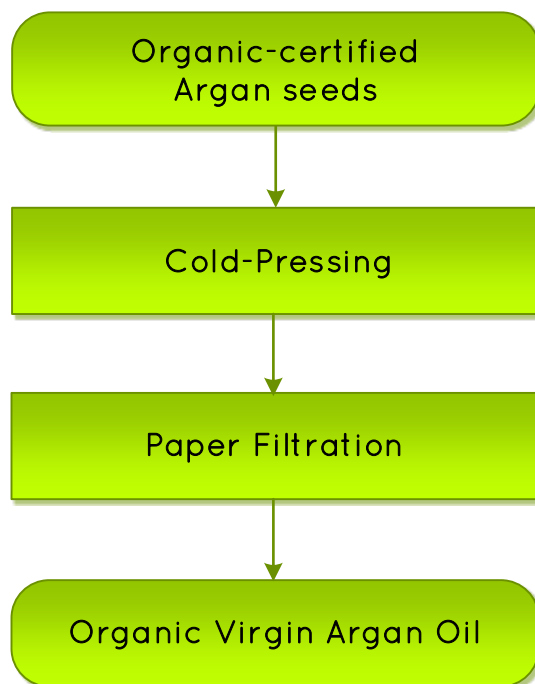 Organic-certified
Argan seeds
Cold-Pressing
Paper Filtration
Organic Virgin Argan Oil